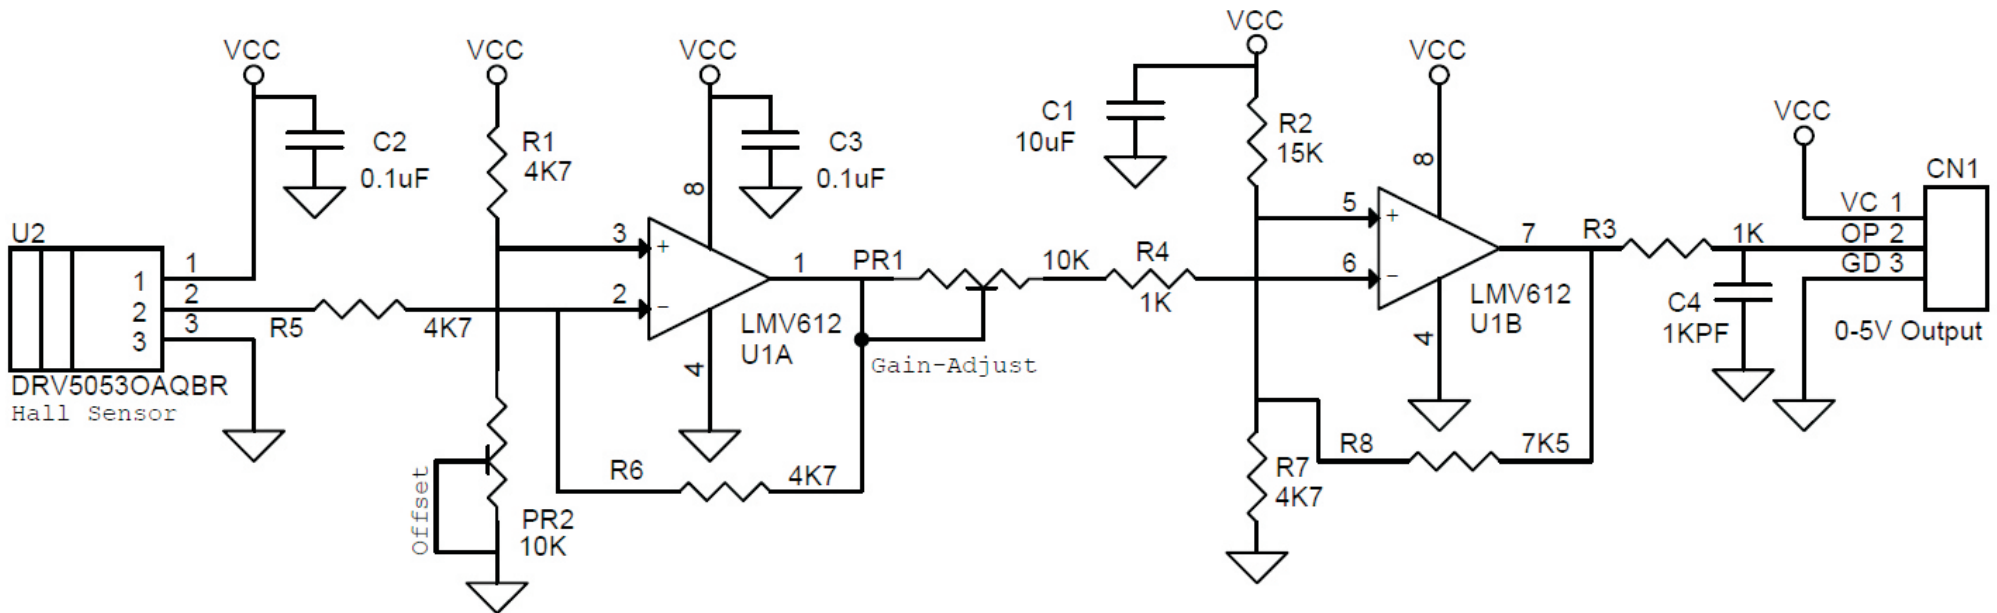 VCC
C2
0.1uF
U2
1
2
3
1
2
3
DRV5053OAQBR
Hall Sensor
R5
4K7
VCC
R1
4K7
Offset
PR2
10K
VCC
C3
0.1uF
8
3
+
2
-
1
4
LMV612
U1A
R6
4K7
PR1
10K
Gain-Adjust
R4
1K
VCC
C1
10uF
R2
15K
R7
4K7
VCC
8
5
+
6
-
7
4
LMV612
U1B
R8
7K5
R3
1K
C4
1KPF
VCC
CN1
VC 1
OP 2
GD 3
0-5V Output